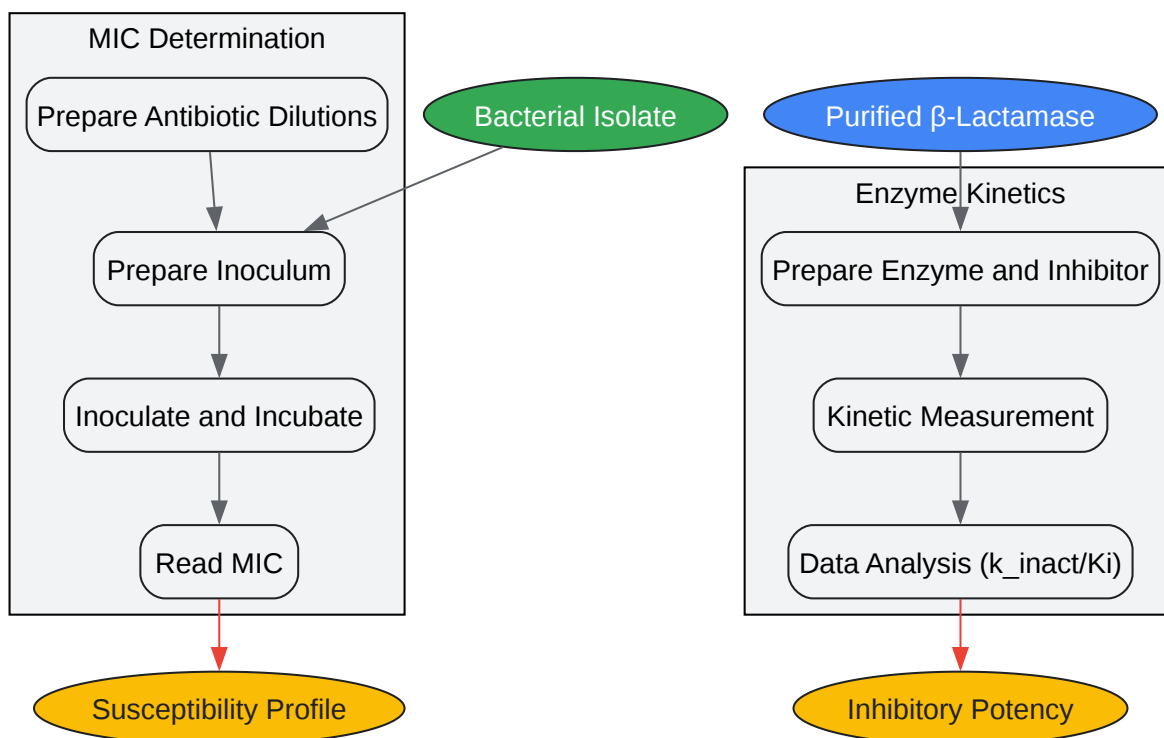 MIC Determination
Prepare Antibiotic Dilutions
Bacterial Isolate
Purified β-Lactamase
Enzyme Kinetics
Prepare Inoculum
Prepare Enzyme and Inhibitor
Inoculate and Incubate
Kinetic Measurement
Read MIC
Data Analysis (k_inact/Ki)
Susceptibility Profile
Inhibitory Potency